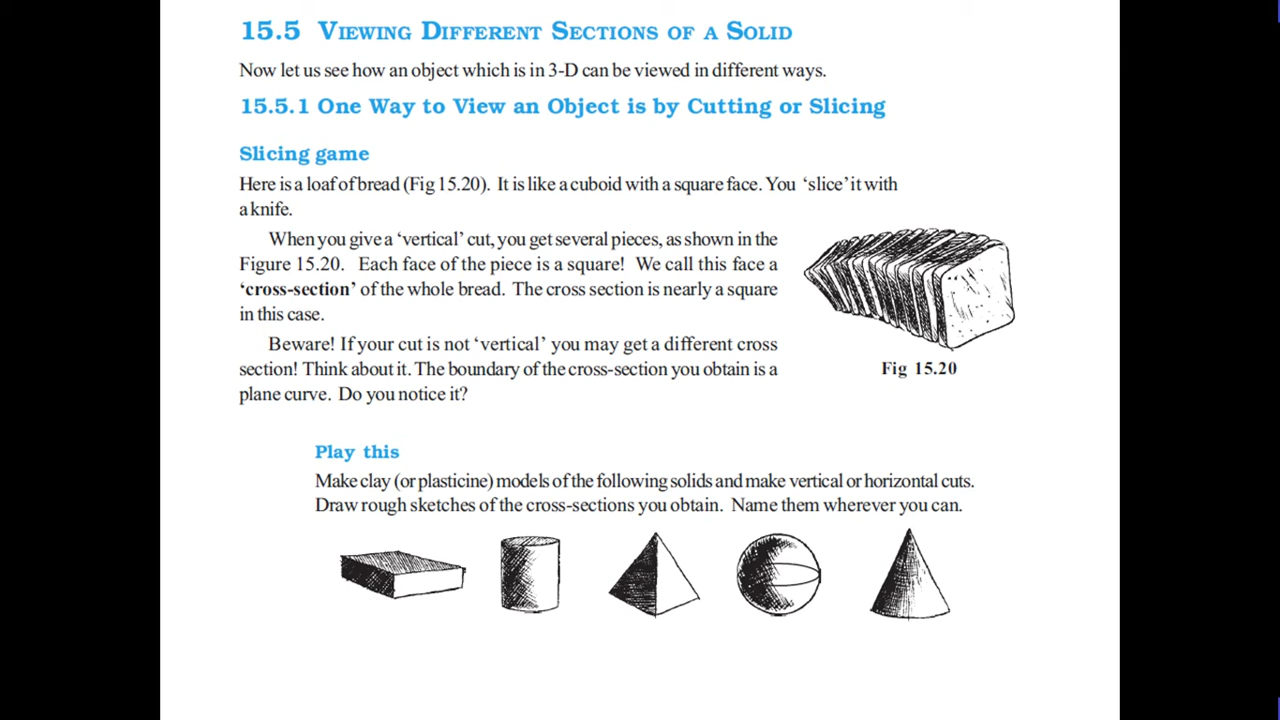 15.5 VIEWING DIFFERENT SECTIONS OF A SOLID
Now let us see how an object which is in 3-D can be viewed in different ways.
15.5.1 One Way to View an Object is by Cutting or Slicing
Slicing game
Here is a loaf of bread (Fig 15.20). It is like a cuboid with a square face. You ‘slice’ it with
a knife.
When you give a ‘vertical’ cut, you get several pieces, as shown in the
Figure 15.20. Each face of the piece is a square! We call this face a
‘cross-section’ of the whole bread. The cross section is nearly a square
in this case.
Beware! If your cut is not ‘vertical’ you may get a different cross
section! Think about it. The boundary of the cross-section you obtain is a
plane curve. Do you notice it?
Fig 15.20
Play this
Make clay (or plasticine) models of the following solids and make vertical or horizontal cuts.
Draw rough sketches of the cross-sections you obtain. Name them wherever you can.